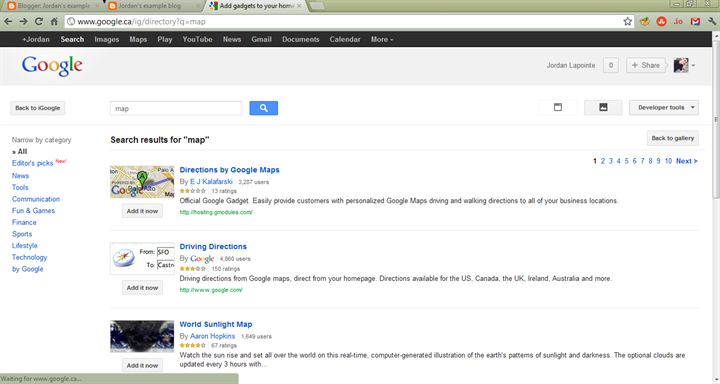 Blogger: Jordan's example
Jordan's example blog
Add gadgets to your home
www.google.ca/ig/directory?q=map
+Jordan Search Images Maps Play YouTube News Gmail Documents Calendar More
Google
Jordan Lapointe 0 + Share
Back to iGoogle
map
Developer tools
Narrow by category
» All
Editor's picks New!
News
Tools
Communication
Fun & Games
Finance
Sports
Lifestyle
Technology
by Google
Search results for "map"
Back to gallery
1 2 3 4 5 6 7 8 9 10 Next >
Directions by Google Maps
By E J Kalafarski 3,287 users
13 ratings
Official Google Gadget. Easily provide customers with personalized Google Maps driving and walking directions to all of your business locations.
http://hosting.gmodules.com/
POWERED BY
Google
Palo Alto
A
Add it now
Driving Directions
By Google 4,860 users
150 ratings
Driving directions from Google maps, direct from your homepage. Directions available for the US, Canada, the UK, Ireland, Australia and more.
http://www.google.com/
From: SFO
To: Castr
Add it now
World Sunlight Map
By Aaron Hopkins 1,649 users
67 ratings
Watch the sun rise and set all over the world on this real-time, computer-generated illustration of the earth's patterns of sunlight and darkness. The optional clouds are
updated every 3 hours with...
Add it now
Waiting for www.google.ca...